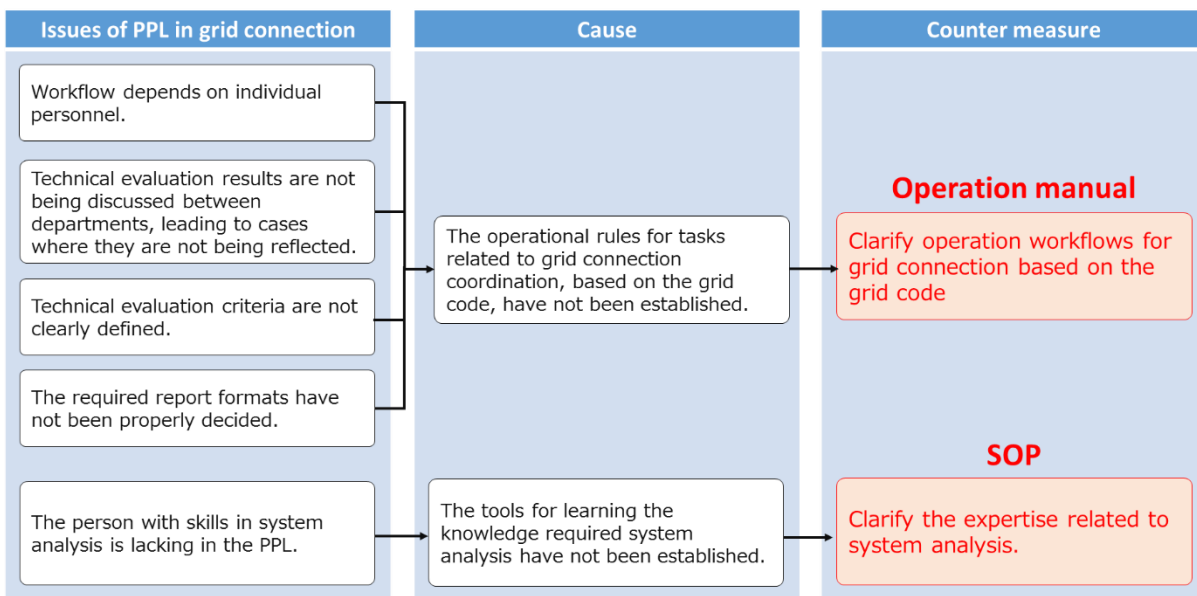 Issues of PPL in grid connection
Workflow depends on individual
personnel.
Technical evaluation results are not
being discussed between
departments, leading to cases
where they are not being reflected.
Technical evaluation criteria are not
clearly defined.
The required report formats have
not been properly decided.
The person with skills in system
analysis is lacking in the PPL.
Cause
The operational rules for tasks
related to grid connection
coordination, based on the grid
code, have not been established.
The tools for learning the
knowledge required system
analysis have not been established.
Counter measure
Operation manual
Clarify operation workflows for
grid connection based on the
grid code
SOP
Clarify the expertise related to
system analysis.